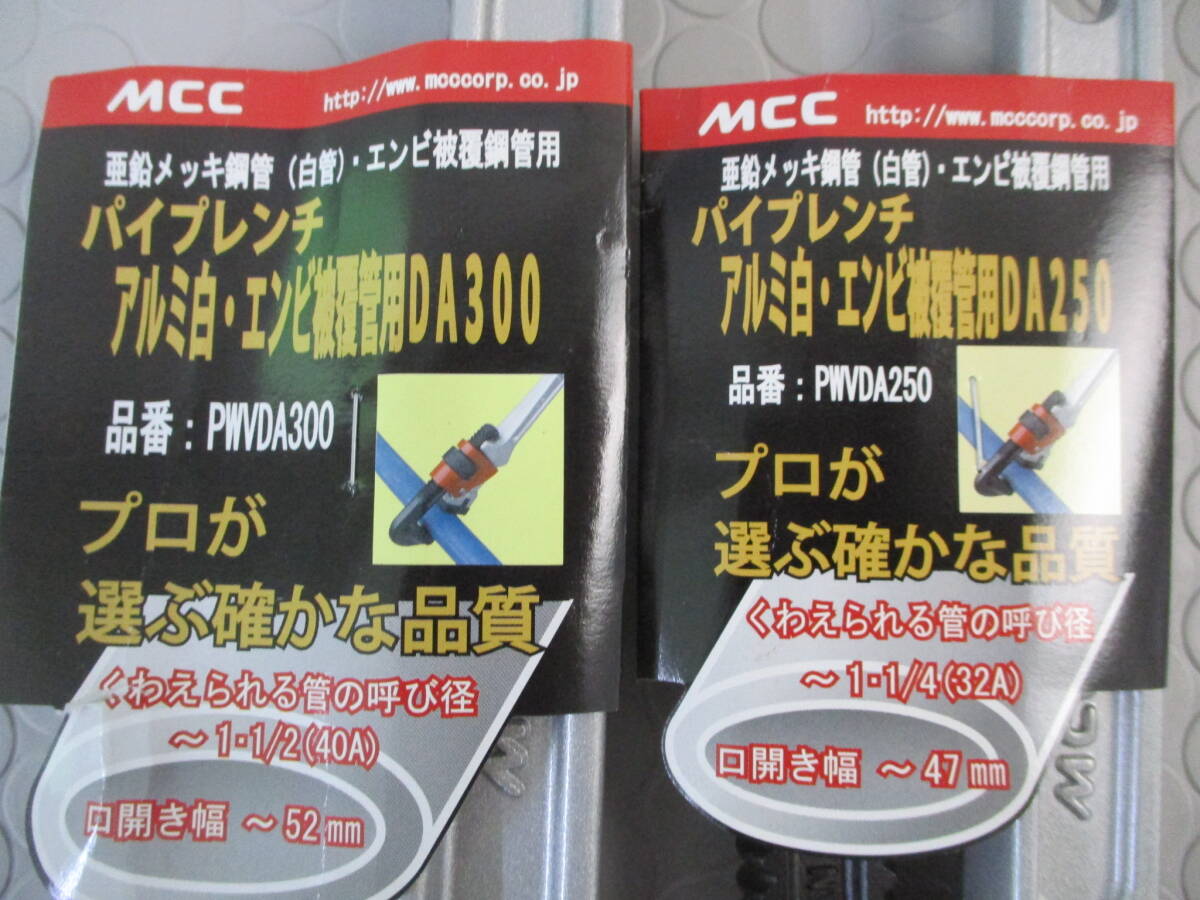 MCC http://www.mcccorp.co.jp
亜鉛メッキ鋼管(白管)・エンビ被覆鋼管用
パイプレンチ
アルミ白・エンビ被覆管用DA300
品番：PWVDA300
プロが
選ぶ確かな品質
くわえられる管の呼び径
～1・1/2(40A)
口開き幅 ～52mm
MCC http://www.mcccorp.co.jp
亜鉛メッキ鋼管(白管)・エンビ被覆鋼管用
パイプレンチ
アルミ白・エンビ被覆管用DA250
品番：PWVDA250
プロが
選ぶ確かな品質
くわえられる管の呼び径
～1・1/4(32A)
口開き幅 ～47mm